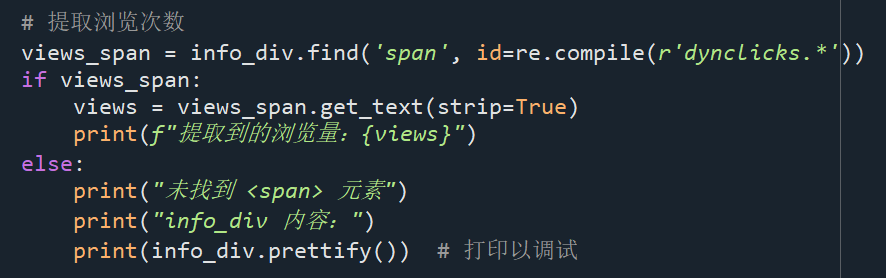 # 提取浏览次数
views_span = info_div.find('span', id=re.compile(r'dynclicks.*'))
if views_span:
    views = views_span.get_text(strip=True)
    print(f"提取到的浏览量：{views}")
else:
    print("未找到 <span> 元素")
    print("info_div 内容：")
    print(info_div.prettify())  # 打印以调试